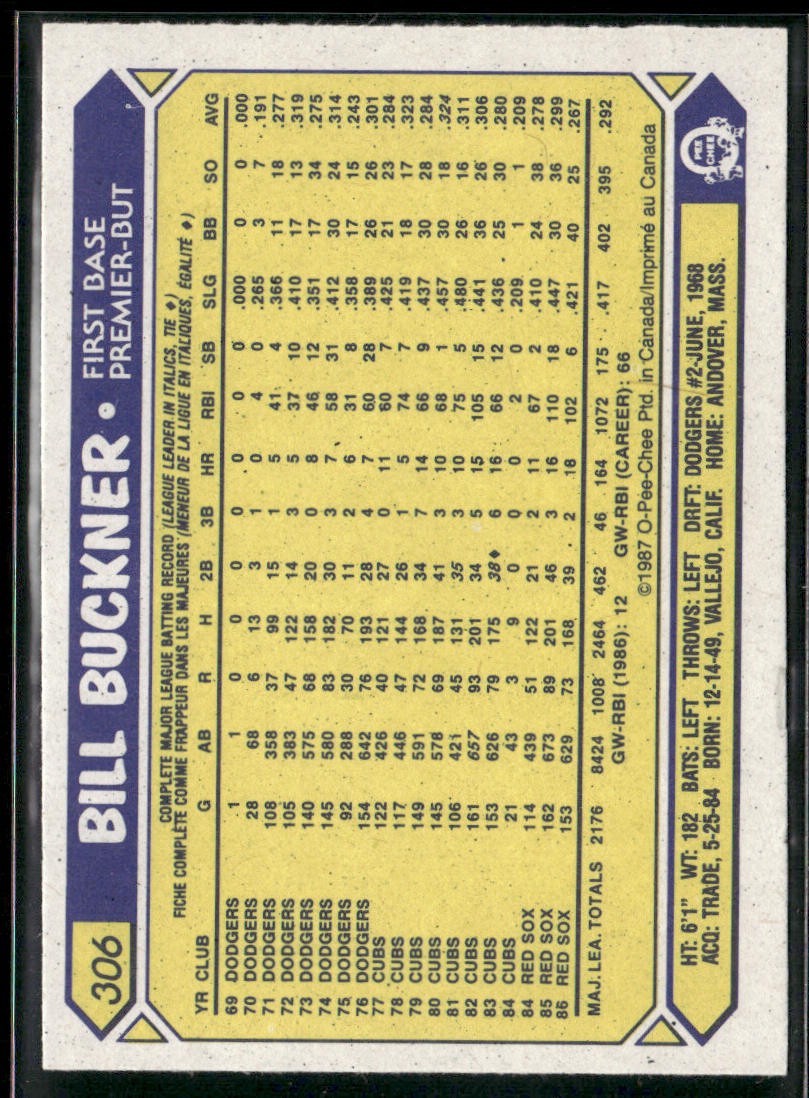 306 BILL BUCKNER • FIRST BASE
PREMIER-BUT
COMPLETE MAJOR LEAGUE BATTING RECORD (LEAGUE LEADER IN ITALICS, TIE ♦)
FICHE COMPLÈTE COMME FRAPPEUR DANS LES MAJEURES (MENEUR DE LA LIGUE EN ITALIQUES, ÉGALITÉ ♦)
YR CLUB G AB R H 2B 3B HR RBI SB SLG BB SO AVG
69 DODGERS 1 1 0 0 0 0 0 0 0 .000 0 0 .000
70 DODGERS 28 68 6 13 3 1 0 4 0 .265 3 7 .191
71 DODGERS 108 358 37 99 15 1 5 41 4 .366 11 18 .277
72 DODGERS 105 383 47 122 14 3 5 37 10 .410 17 13 .319
73 DODGERS 140 575 68 158 20 0 8 46 12 .351 17 34 .275
74 DODGERS 145 580 83 182 30 3 7 58 31 .412 30 24 .314
75 DODGERS 92 288 30 70 11 2 6 31 8 .358 17 15 .243
76 DODGERS 154 642 76 193 28 4 7 60 28 .389 26 26 .301
77 CUBS 122 426 40 121 27 0 11 60 7 .425 21 23 .284
78 CUBS 117 446 47 144 26 1 5 74 7 .419 18 17 .323
79 CUBS 149 591 72 168 34 7 14 66 9 .437 30 28 .284
80 CUBS 145 578 69 187 41 3 10 68 1 .457 30 18 .324
81 CUBS 106 421 45 131 35 3 10 75 5 .480 26 16 .311
82 CUBS 161 657 93 201 34 5 15 105 15 .441 36 26 .306
83 CUBS 153 626 79 175 38♦ 6 16 66 12 .436 25 30 .280
84 CUBS 21 43 3 9 0 0 0 2 0 .209 1 1 .209
84 RED SOX 114 439 51 122 21 2 11 67 2 .410 24 38 .278
85 RED SOX 162 673 89 201 46 3 16 110 18 .447 30 36 .299
86 RED SOX 153 629 73 168 39 2 18 102 6 .421 40 25 .267
MAJ. LEA. TOTALS 2176 8424 1008 2464 462 46 164 1072 175 .417 402 395 .292
GW-RBI (1986): 12 GW-RBI (CAREER): 66
©1987 O-Pee-Chee Ptd. in Canada/Imprimé au Canada
HT: 6'1" WT: 182 BATS: LEFT THROWS: LEFT DRFT: DODGERS #2-JUNE, 1968
ACQ: TRADE, 5-25-84 BORN: 12-14-49, VALLEJO, CALIF. HOME: ANDOVER, MASS.
PEE
CHEE